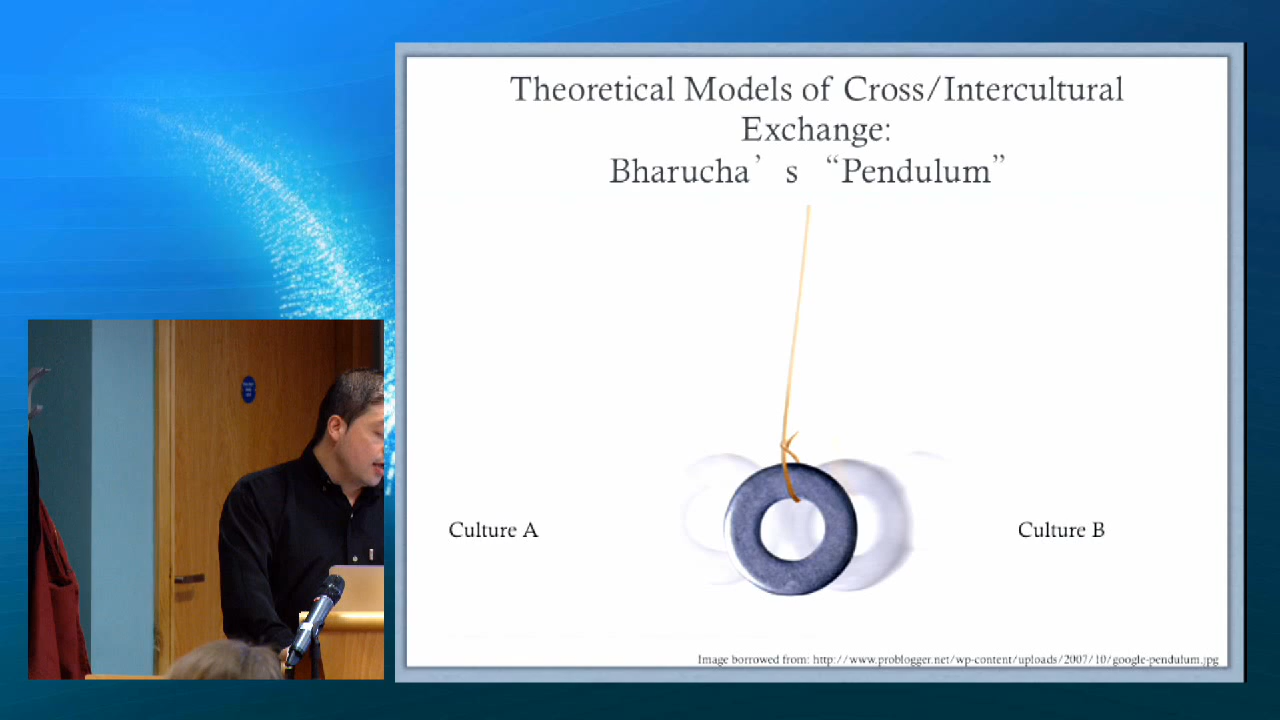 Theoretical Models of Cross/Intercultural
Exchange:
Bharucha’s “Pendulum”
Culture A
Culture B
Image borrowed from: http://www.problogger.net/wp-content/uploads/2007/10/google-pendulum.jpg